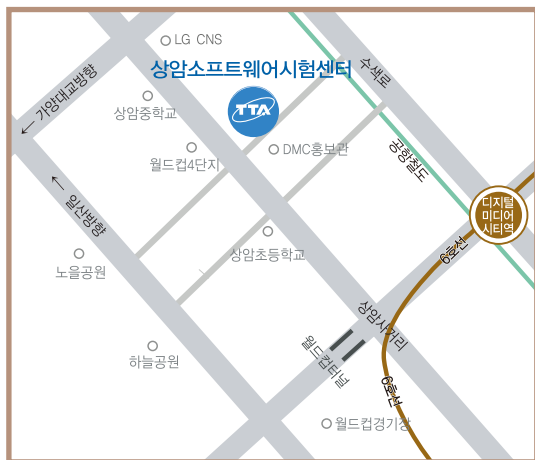 LG CNS
상암소프트웨어시험센터
수색로
← 가양대교방향
상암중학교
TTA
월드컵4단지
DMC홍보관
공항철도
← 일산방향
디지털
미디어
시티역
노을공원
상암초등학교
6호선
상암사거리
월드컵터널
하늘공원
6호선
월드컵경기장